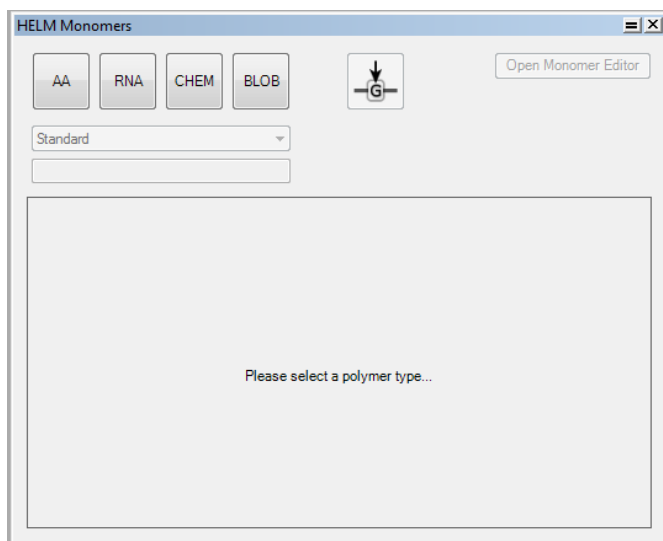 HELM Monomers
AA RNA CHEM BLOB G Open Monomer Editor
Standard
Please select a polymer type...